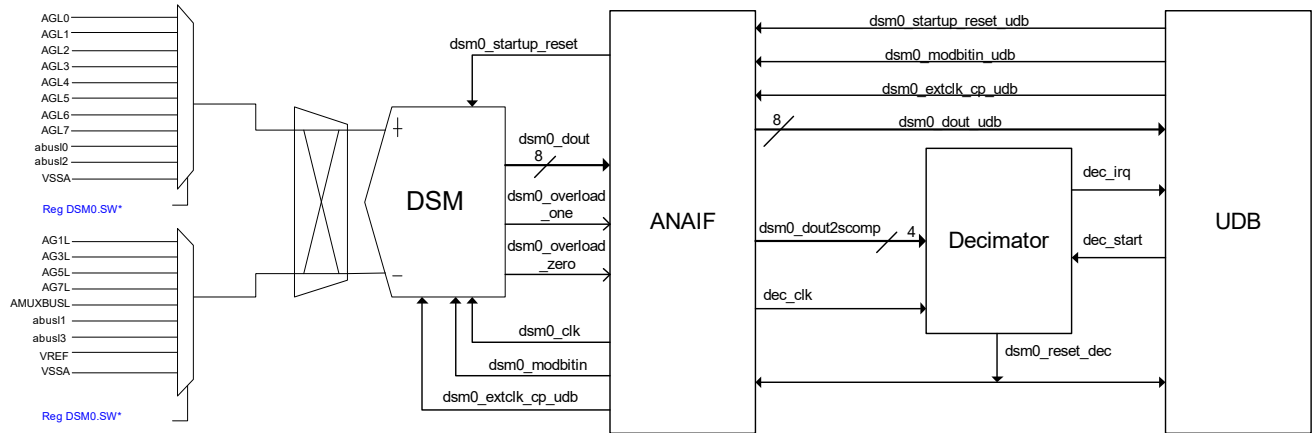 AGL0
AGL1
AGL2
AGL3
AGL4
AGL5
AGL6
AGL7
abusl0
abusl2
VSSA
Reg DSM0.SW*
AG1L
AG3L
AG5L
AG7L
AMUXBUSL
abusl1
abusl3
VREF
VSSA
Reg DSM0.SW*
dsm0_startup_reset
+
DSM
−
dsm0_dout
8
dsm0_overload
_one
dsm0_overload
_zero
dsm0_clk
dsm0_modbitin
dsm0_extclk_cp_udb
ANAIF
dsm0_startup_reset_udb
dsm0_modbitin_udb
dsm0_extclk_cp_udb
8
dsm0_dout_udb
dsm0_dout2scomp
4
dec_clk
Decimator
dec_irq
dec_start
dsm0_reset_dec
UDB